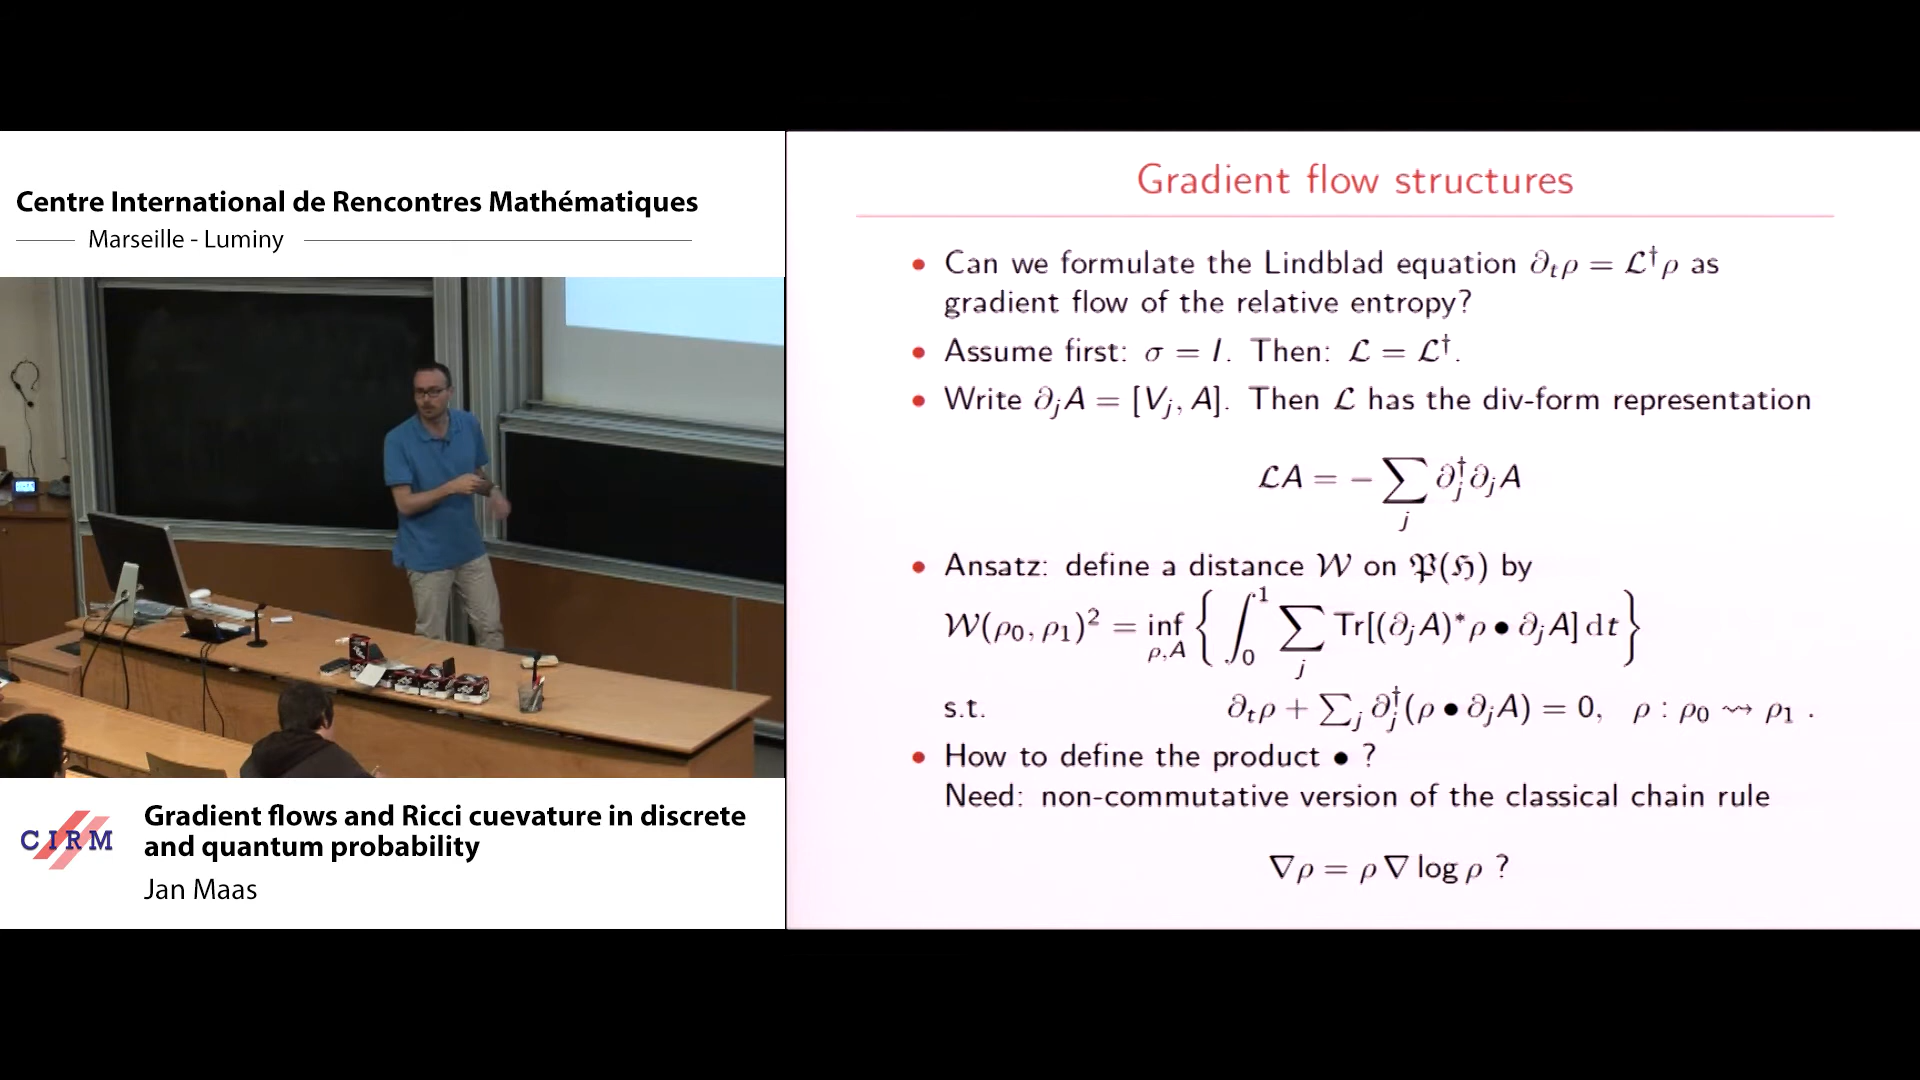 Centre International de Rencontres Mathématiques
Marseille - Luminy
CIRM
Gradient flows and Ricci cuevature in discrete
and quantum probability
Jan Maas
Gradient flow structures
• Can we formulate the Lindblad equation ∂ₜρ = ℒ†ρ as
gradient flow of the relative entropy?
• Assume first: σ = I. Then: ℒ = ℒ†.
• Write ∂ⱼA = [Vⱼ, A]. Then ℒ has the div-form representation
ℒA = − ∑ⱼ ∂ⱼ†∂ⱼA
• Ansatz: define a distance 𝒲 on 𝔓(ℌ) by
𝒲(ρ₀, ρ₁)² = inf_{ρ,A} { ∫₀¹ ∑ⱼ Tr[(∂ⱼA)*ρ • ∂ⱼA] dt }
s.t. ∂ₜρ + ∑ⱼ ∂ⱼ†(ρ • ∂ⱼA) = 0, ρ : ρ₀ ⇝ ρ₁ .
• How to define the product • ?
Need: non-commutative version of the classical chain rule
∇ρ = ρ ∇ log ρ ?